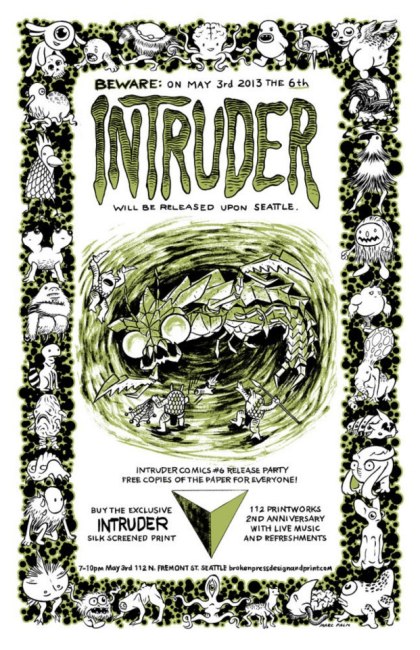 BEWARE: ON MAY 3rd 2013 THE 6th
INTRUDER
WILL BE RELEASED UPON SEATTLE.
INTRUDER COMICS #6 RELEASE PARTY
FREE COPIES OF THE PAPER FOR EVERYONE!
BUY THE EXCLUSIVE
INTRUDER
SILK SCREENED PRINT
112 PRINTWORKS
2ND ANNIVERSARY
WITH LIVE MUSIC
AND REFRESHMENTS
7-10pm MAY 3rd 112 N. FREMONT ST. SEATTLE brokenpressdesignandprint.com
MARC PALM